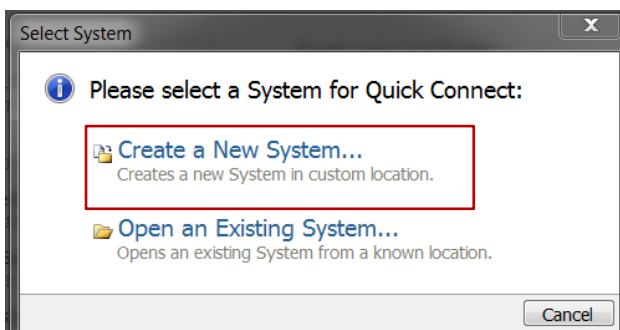 Select System
X
Please select a System for Quick Connect:
Create a New System...
Creates a new System in custom location.
Open an Existing System...
Opens an existing System from a known location.
Cancel